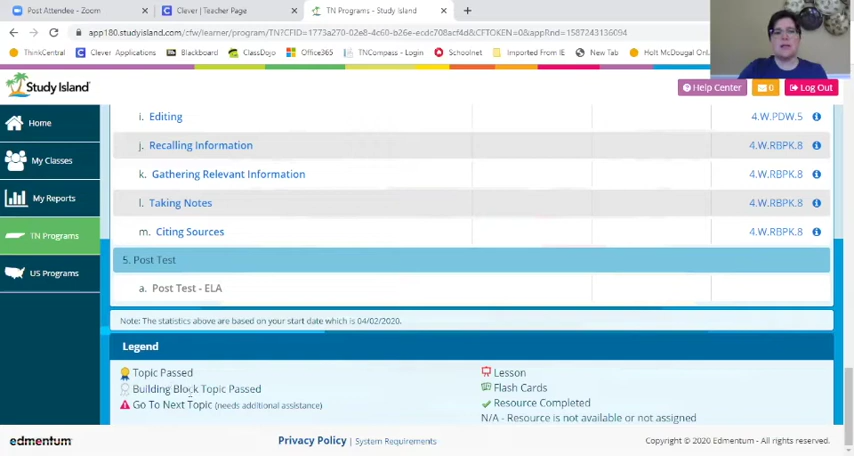 Post Attendee - Zoom
Clever | Teacher Page
TN Programs - Study Island
app180.studyisland.com/cfw/learner/program/TN?CFID=1773a270-02e8-4c60-b26e-ecdc708acf4d&CFTOKEN=0&appRnd=1587243136094
ThinkCentral Clever Applications Blackboard ClassDojo Office365 TNCompass - Login Schoolnet Imported From IE New Tab Holt McDougal Onl...
Study Island
Help Center 0 Log Out
Home
My Classes
My Reports
TN Programs
US Programs
i. Editing 4.W.PDW.5
j. Recalling Information 4.W.RBPK.8
k. Gathering Relevant Information 4.W.RBPK.8
l. Taking Notes 4.W.RBPK.8
m. Citing Sources 4.W.RBPK.8
5. Post Test
a. Post Test - ELA
Note: The statistics above are based on your start date which is 04/02/2020.
Legend
Topic Passed
Building Block Topic Passed
Go To Next Topic (needs additional assistance)
Lesson
Flash Cards
Resource Completed
N/A - Resource is not available or not assigned
edmentum
Privacy Policy | System Requirements
Copyright © 2020 Edmentum - All rights reserved.